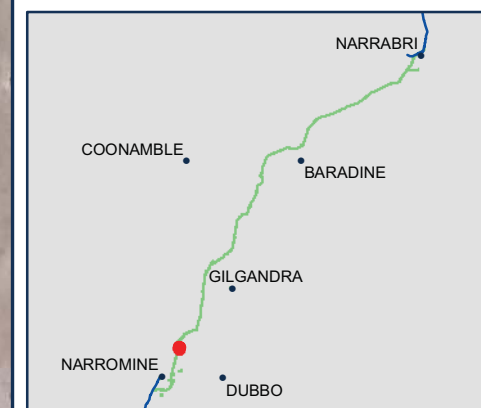 NARRABRI
COONAMBLE
BARADINE
GILGANDRA
NARROMINE
DUBBO